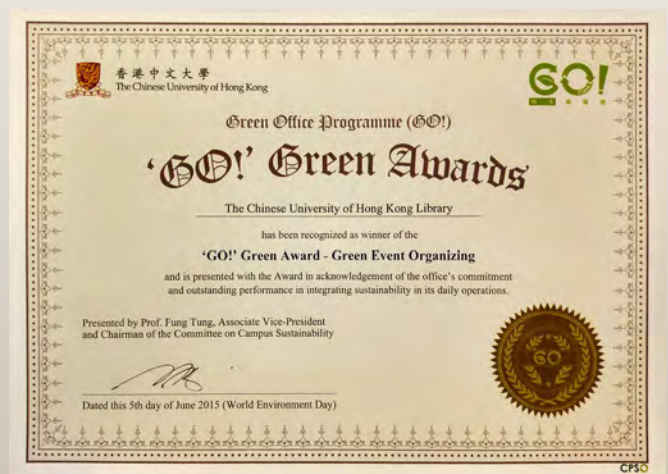 香港中文大學
The Chinese University of Hong Kong
GO!
Green Office Programme (GO!)
'GO!' Green Awards
The Chinese University of Hong Kong Library
has been recognized as winner of the
'GO!' Green Award - Green Event Organizing
and is presented with the Award in acknowledgement of the office's commitment
and outstanding performance in integrating sustainability in its daily operations.
Presented by Prof. Fung Tung, Associate Vice-President
and Chairman of the Committee on Campus Sustainability
GO
Dated this 5th day of June 2015 (World Environment Day)
CPSO